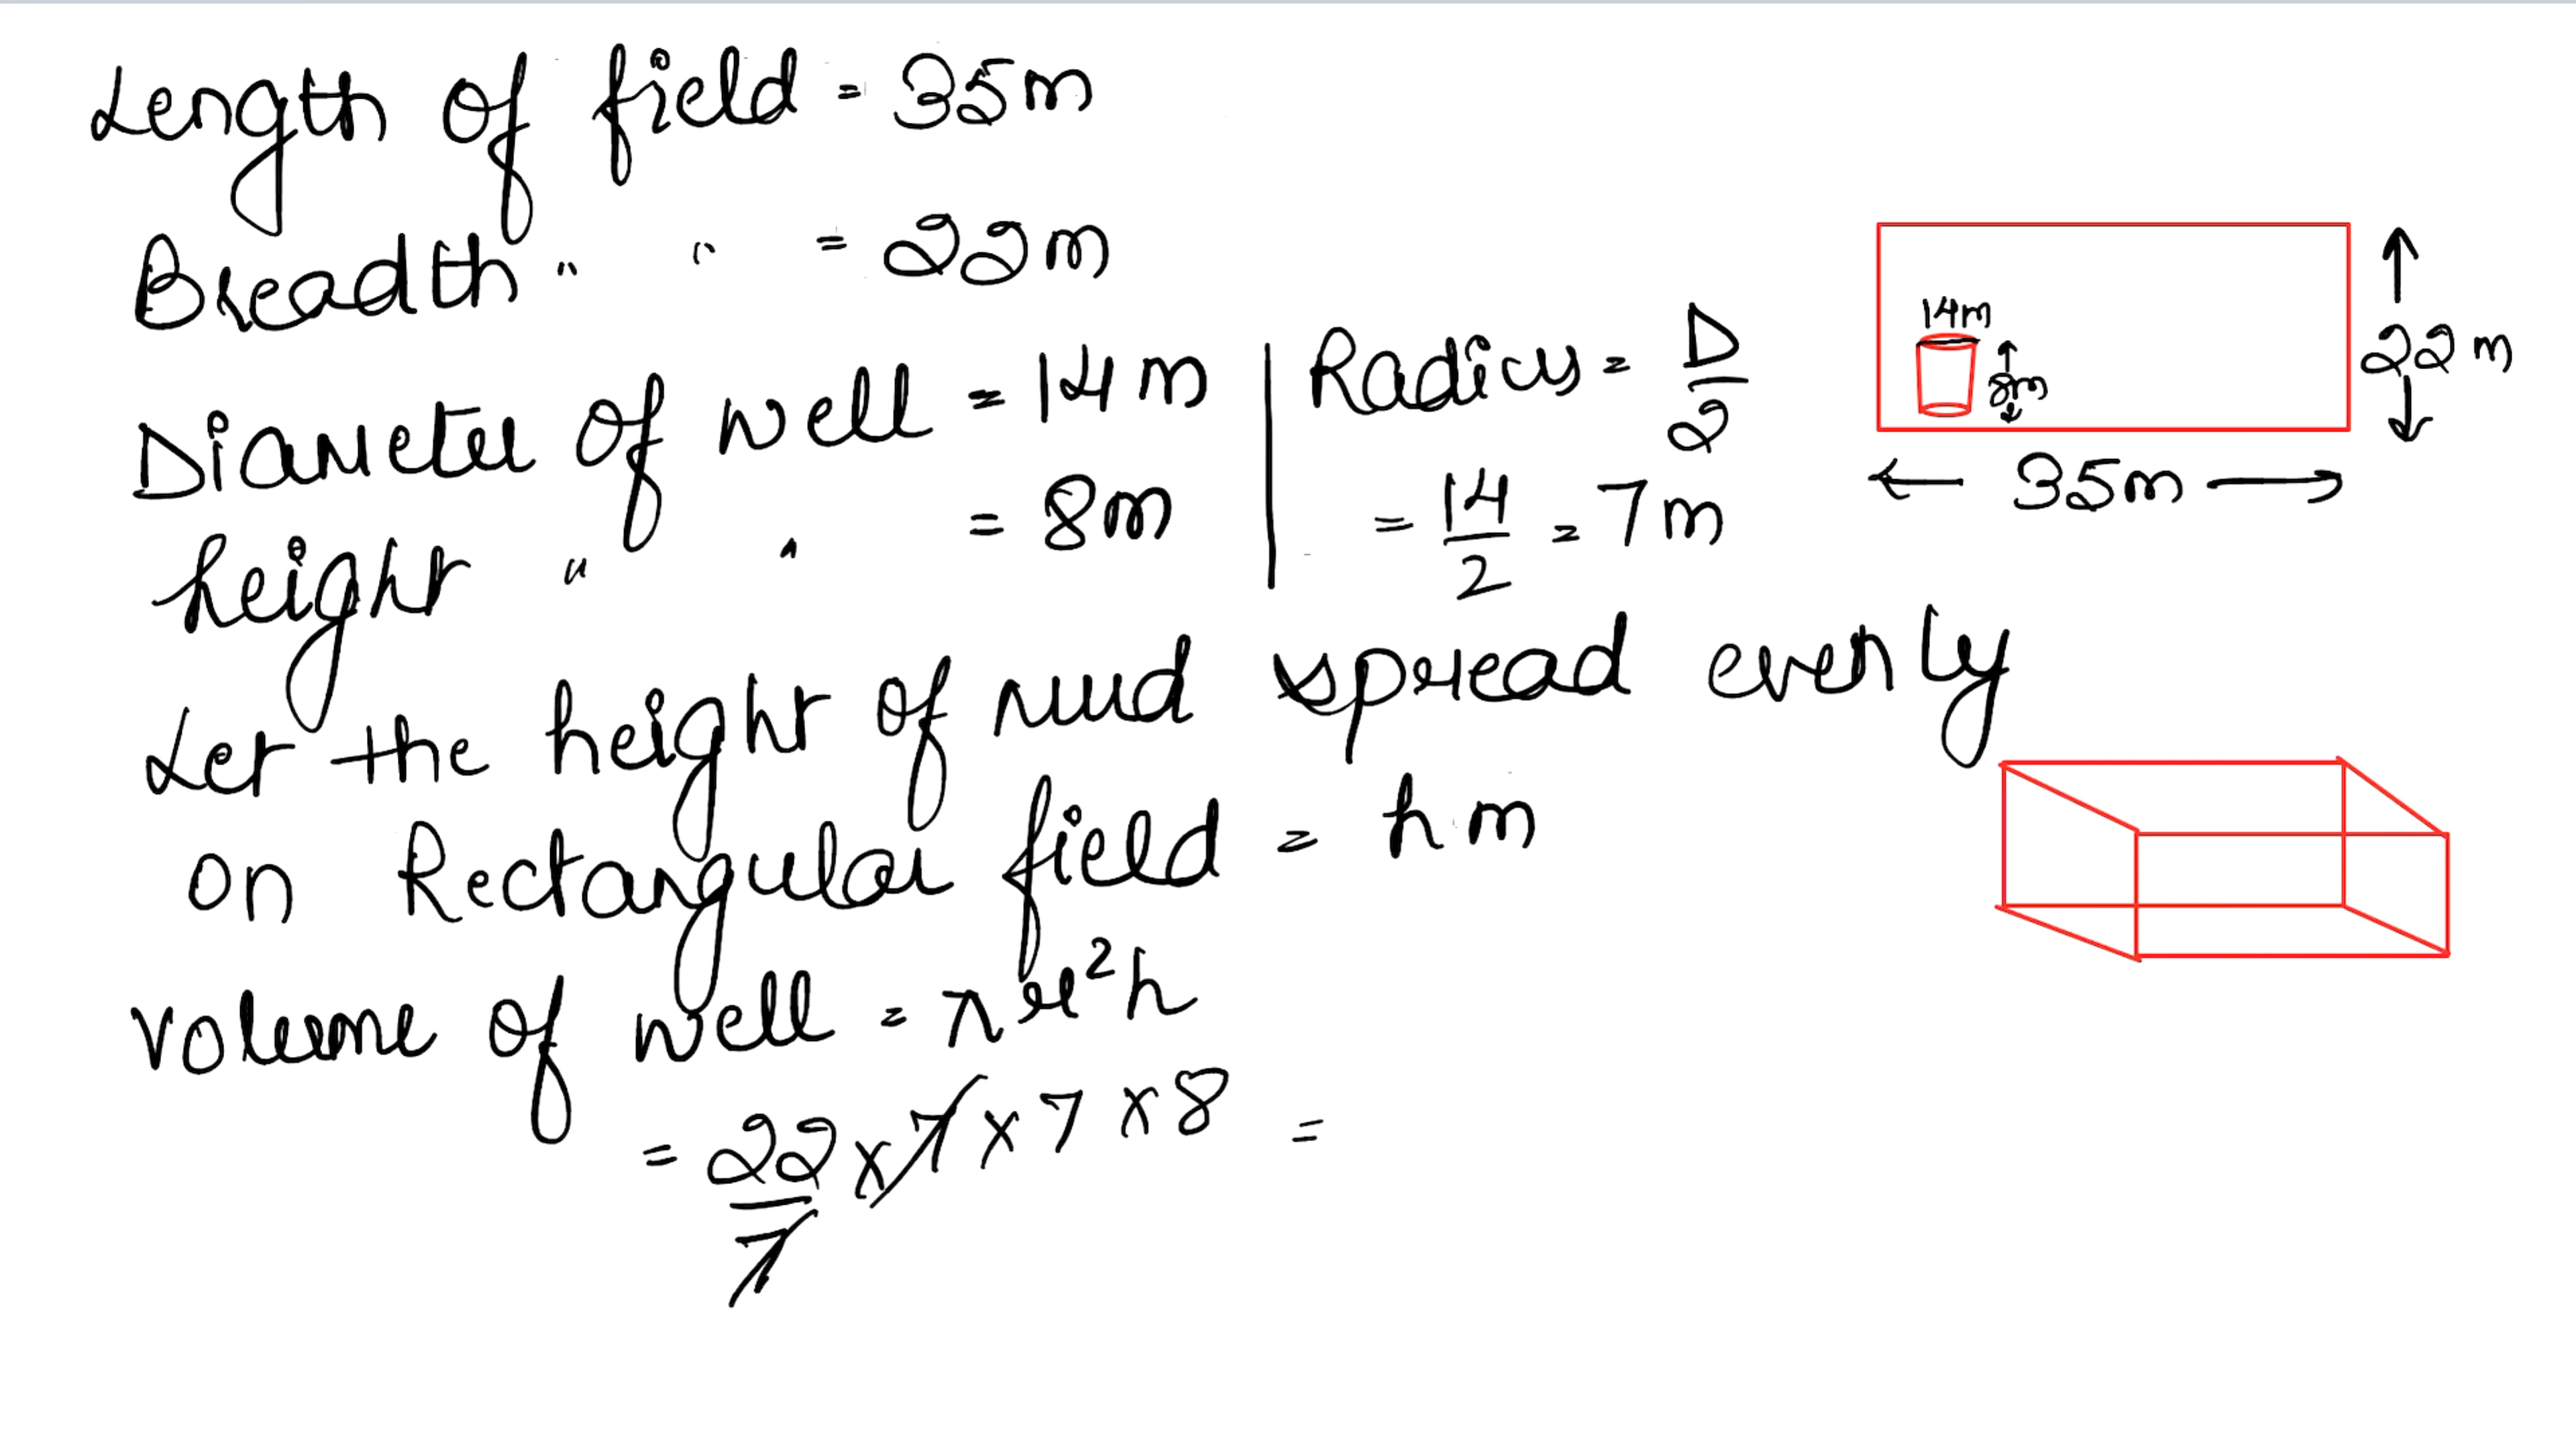 Length of field = 35m
Breadth " " = 22m
Diameter of well = 14m
height " " = 8m
Radius = D/2
= 14/2 = 7m
14m
8m
22m
35m
Let the height of mud spread evenly
on Rectangular field = h m
volume of well = πr²h
= 22/7 x 7 x 7 x 8 =